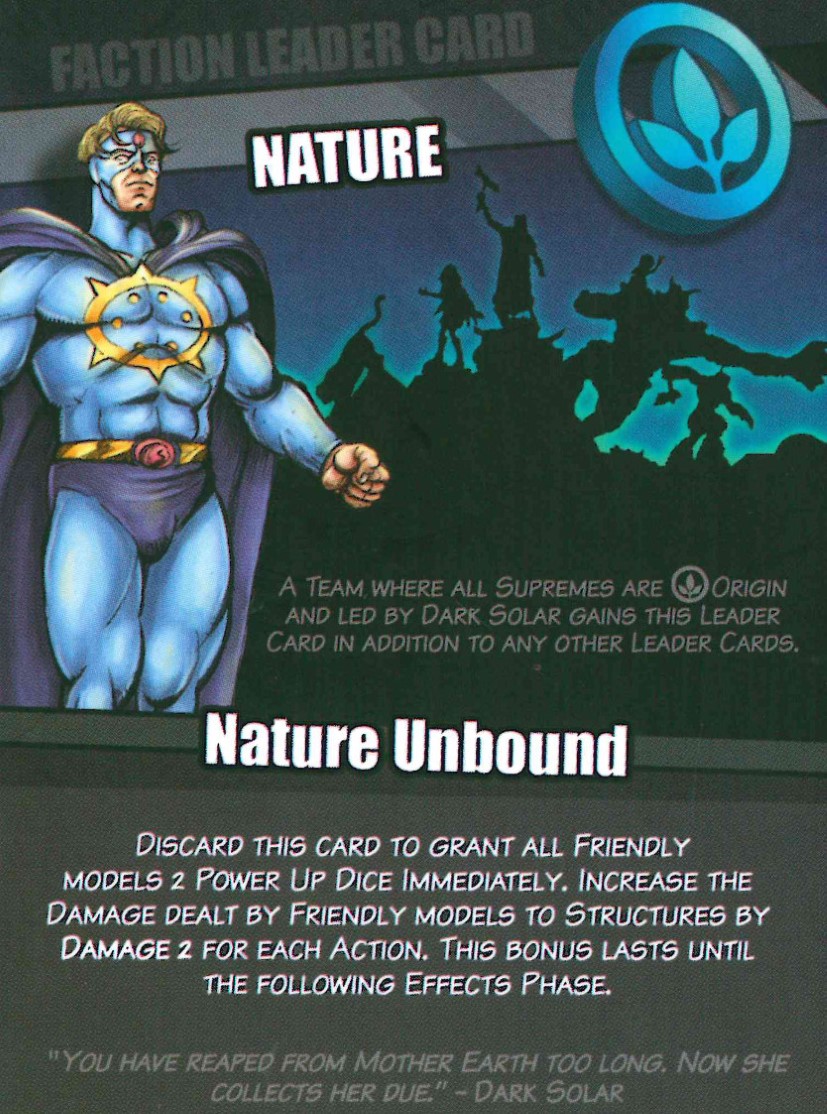 FACTION LEADER CARD
NATURE
A TEAM WHERE ALL SUPREMES ARE ORIGIN
AND LED BY DARK SOLAR GAINS THIS LEADER
CARD IN ADDITION TO ANY OTHER LEADER CARDS.
Nature Unbound
DISCARD THIS CARD TO GRANT ALL FRIENDLY
MODELS 2 POWER UP DICE IMMEDIATELY. INCREASE THE
DAMAGE DEALT BY FRIENDLY MODELS TO STRUCTURES BY
DAMAGE 2 FOR EACH ACTION. THIS BONUS LASTS UNTIL
THE FOLLOWING EFFECTS PHASE.
"YOU HAVE REAPED FROM MOTHER EARTH TOO LONG. NOW SHE
COLLECTS HER DUE." – DARK SOLAR